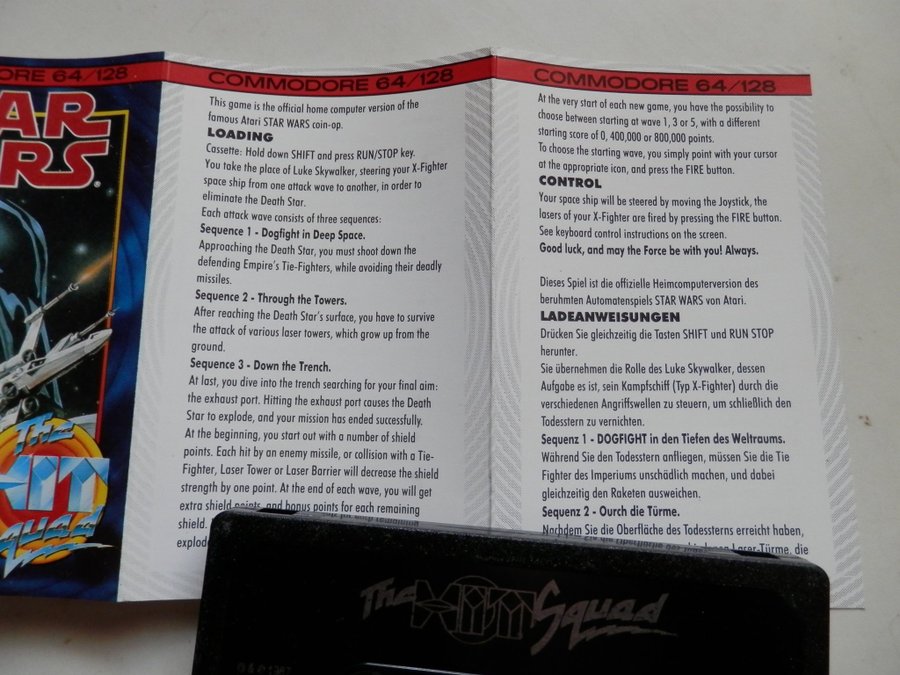 ORE 64/128
AR
RS
®
The
HIT
Squad
COMMODORE 64/128
This game is the official home computer version of the
famous Atari STAR WARS coin-op.
LOADING
Cassette: Hold down SHIFT and press RUN/STOP key.
You take the place of Luke Skywalker, steering your X-Fighter
space ship from one attack wave to another, in order to
eliminate the Death Star.
Each attack wave consists of three sequences:
Sequence 1 - Dogfight in Deep Space.
Approaching the Death Star, you must shoot down the
defending Empire's Tie-Fighters, while avoiding their deadly
missiles.
Sequence 2 - Through the Towers.
After reaching the Death Star's surface, you have to survive
the attack of various laser towers, which grow up from the
ground.
Sequence 3 - Down the Trench.
At last, you dive into the trench searching for your final aim:
the exhaust port. Hitting the exhaust port causes the Death
Star to explode, and your mission has ended successfully.
At the beginning, you start out with a number of shield
points. Each hit by an enemy missile, or collision with a Tie-
Fighter, Laser Tower or Laser Barrier will decrease the shield
strength by one point. At the end of each wave, you will get
extra shield points, and bonus points for each remaining
shield.
explode
COMMODORE 64/128
At the very start of each new game, you have the possibility to
choose between starting at wave 1, 3 or 5, with a different
starting score of 0, 400,000 or 800,000 points.
To choose the starting wave, you simply point with your cursor
at the appropriate icon, and press the FIRE button.
CONTROL
Your space ship will be steered by moving the Joystick, the
lasers of your X-Fighter are fired by pressing the FIRE button.
See keyboard control instructions on the screen.
Good luck, and may the Force be with you! Always.
Dieses Spiel ist die offizielle Heimcomputerversion des
beruhmten Automatenspiels STAR WARS von Atari.
LADEANWEISUNGEN
Drücken Sie gleichzeitig die Tasten SHIFT und RUN STOP
herunter.
Sie übernehmen die Rolle des Luke Skywalker, dessen
Aufgabe es ist, sein Kampfschiff (Typ X-Fighter) durch die
verschiedenen Angriffswellen zu steuern, um schließlich den
Todesstern zu vernichten.
Sequenz 1 - DOGFIGHT in den Tiefen des Weltraums.
Während Sie den Todesstern anfliegen, müssen Sie die Tie
Fighter des Imperiums unschädlich machen, und dabei
gleichzeitig den Raketen ausweichen.
Sequenz 2 - Ourch die Türme.
Nachdem Sie die Oberfläche des Todessterns erreicht haben,
Laser-Türme, die
The HIT Squad